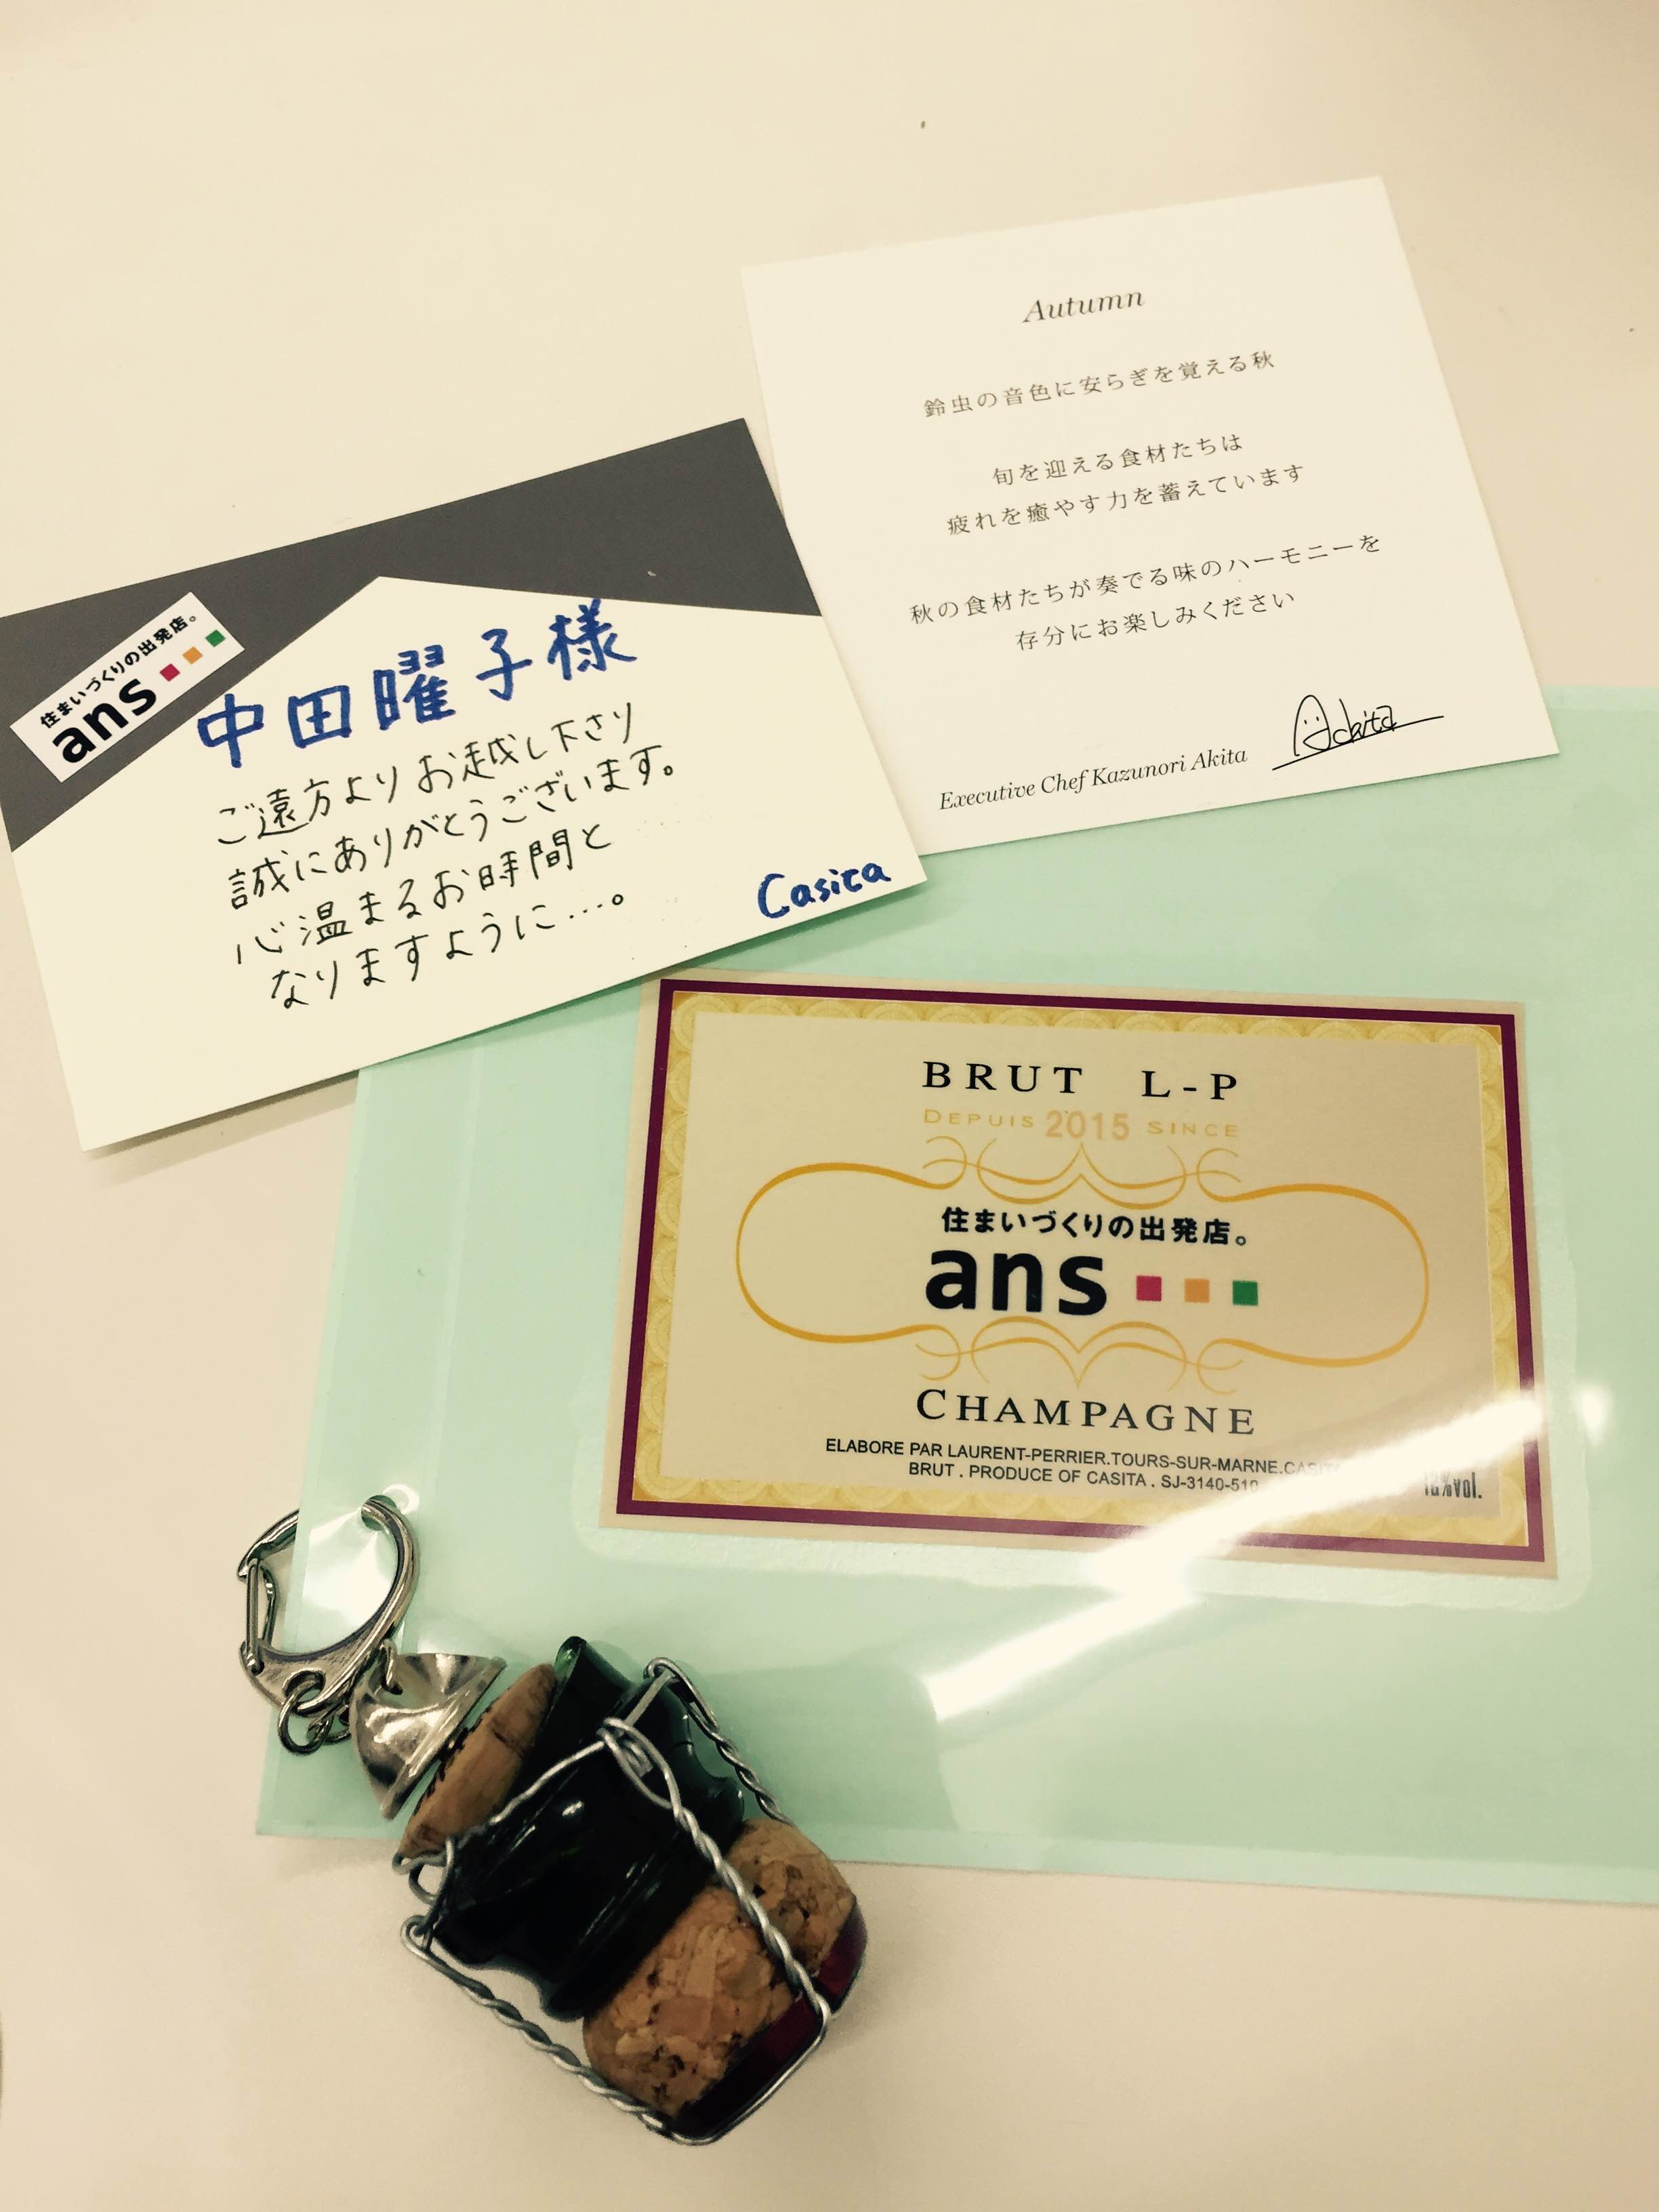 Autumn
鈴虫の音色に安らぎを覚える秋
旬を迎える食材たちは
疲れを癒やす力を蓄えています
秋の食材たちが奏でる味のハーモニーを
存分にお楽しみください
Executive Chef Kazunori Akita
Akita
住まいづくりの出発店。
ans
中田曜子様
ご遠方よりお越し下さり
誠にありがとうございます。
心温まるお時間と
なりますように…。
Casita
BRUT L-P
DEPUIS 2015 SINCE
住まいづくりの出発店。
ans
CHAMPAGNE
ELABORE PAR LAURENT-PERRIER.TOURS-SUR-MARNE.CASITA
BRUT . PRODUCE OF CASITA . SJ-3140-510
12%vol.